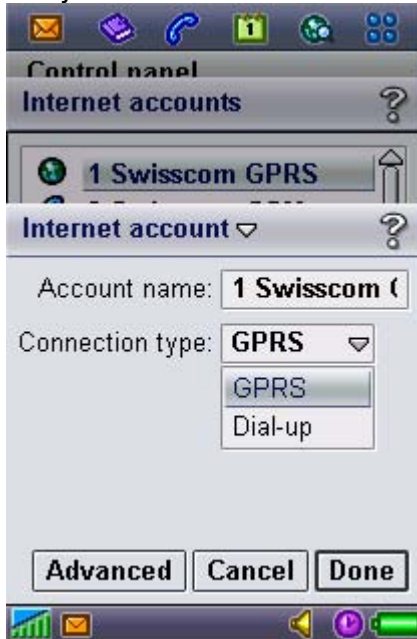 1
Control panel
Internet accounts
1 Swisscom GPRS
Internet account
Account name: 1 Swisscom
Connection type: GPRS
GPRS
Dial-up
Advanced Cancel Done